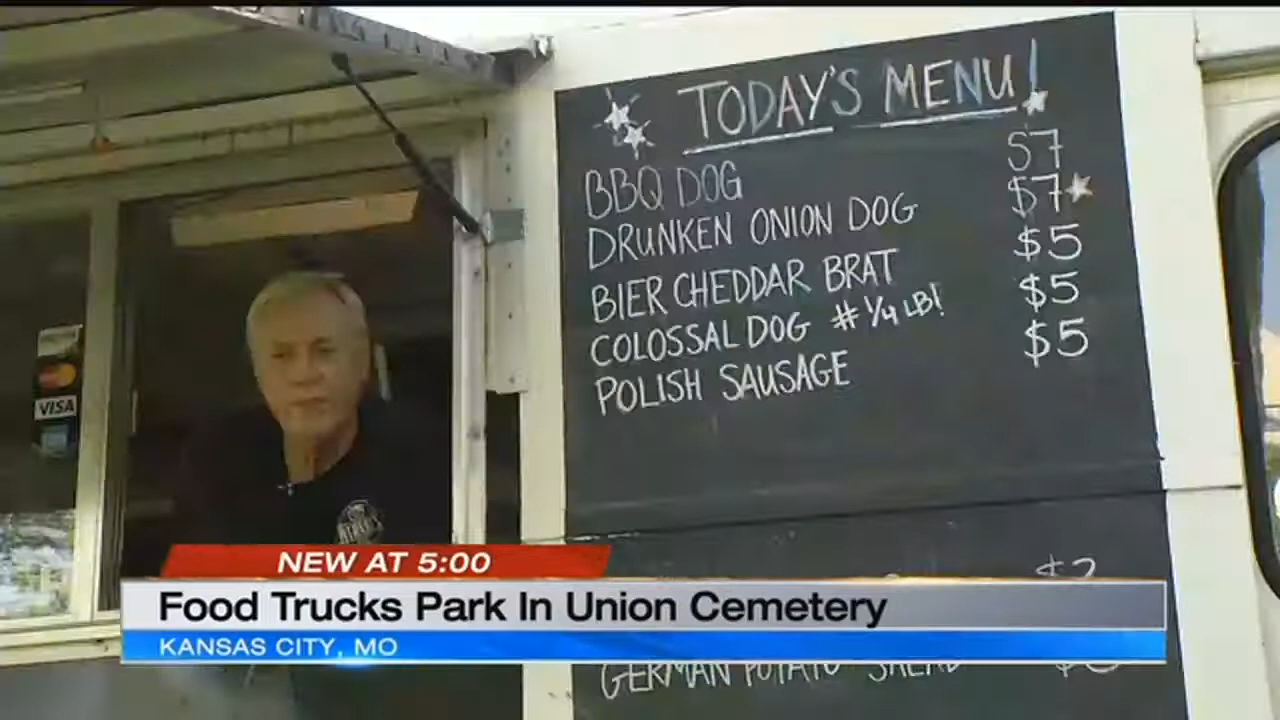 TODAY'S MENU!
BBQ DOG $7
DRUNKEN ONION DOG $7
BIER CHEDDAR BRAT $5
COLOSSAL DOG # 1/4 LB! $5
POLISH SAUSAGE $5
VISA
NEW AT 5:00
Food Trucks Park In Union Cemetery
KANSAS CITY, MO
GERMAN POTATO SALAD